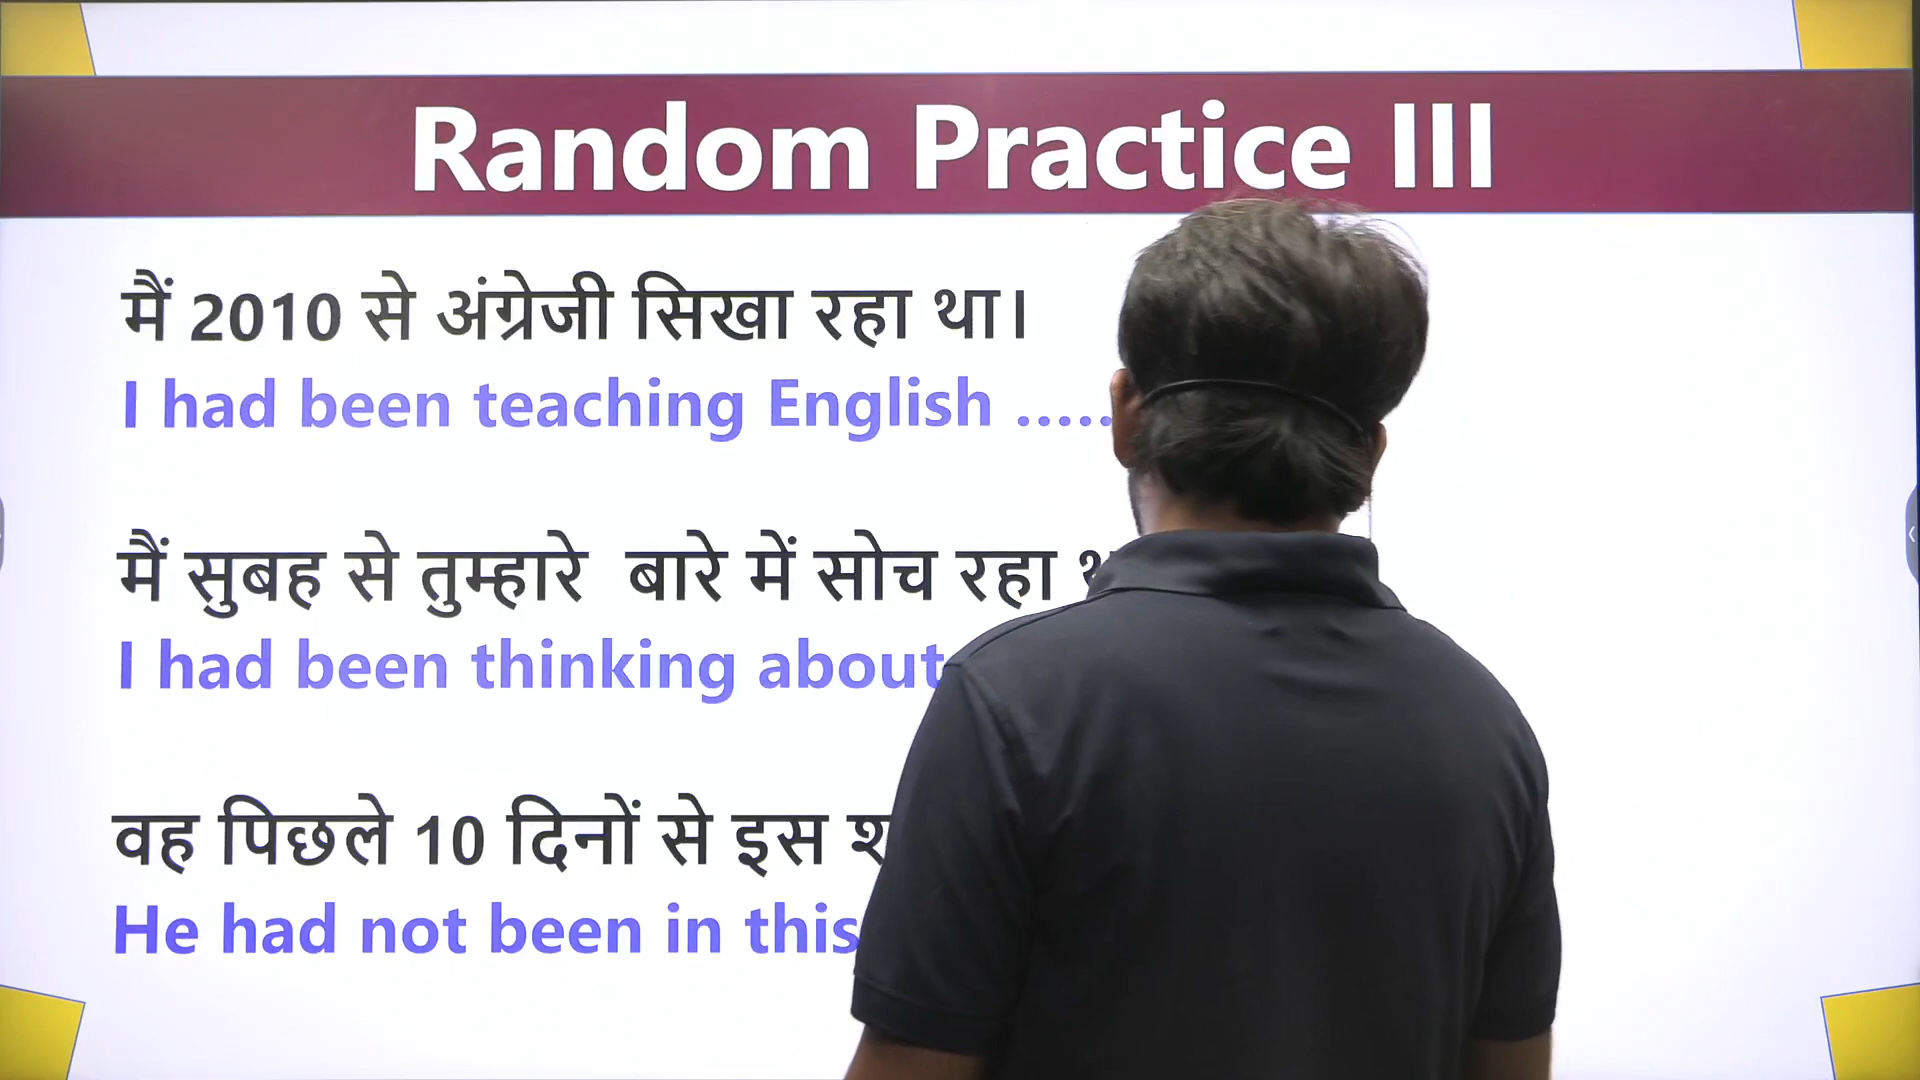 Random Practice III
मैं 2010 से अंग्रेजी सिखा रहा था।
I had been teaching English .....
मैं सुबह से तुम्हारे बारे में सोच रहा
I had been thinking about
वह पिछले 10 दिनों से इस
He had not been in this